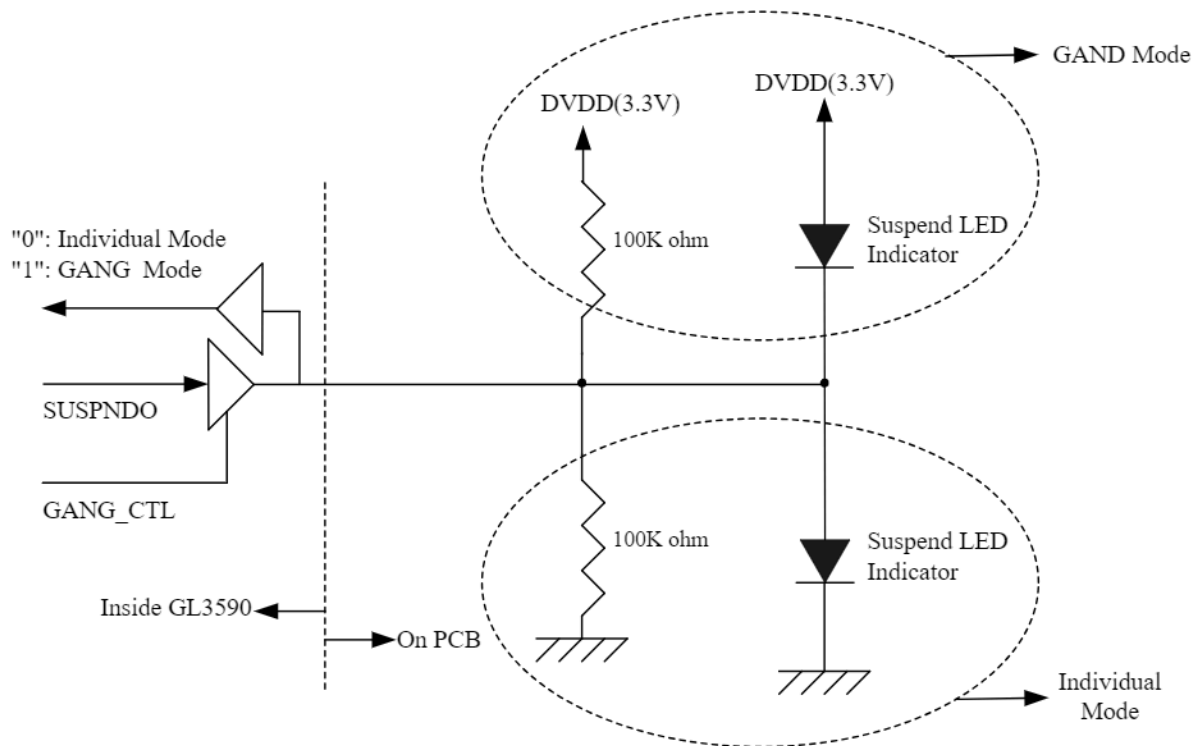 GAND Mode
DVDD(3.3V)
DVDD(3.3V)
"0": Individual Mode
"1": GANG Mode
100K ohm
Suspend LED
Indicator
SUSPNDO
GANG_CTL
100K ohm
Suspend LED
Indicator
Inside GL3590
On PCB
Individual
Mode